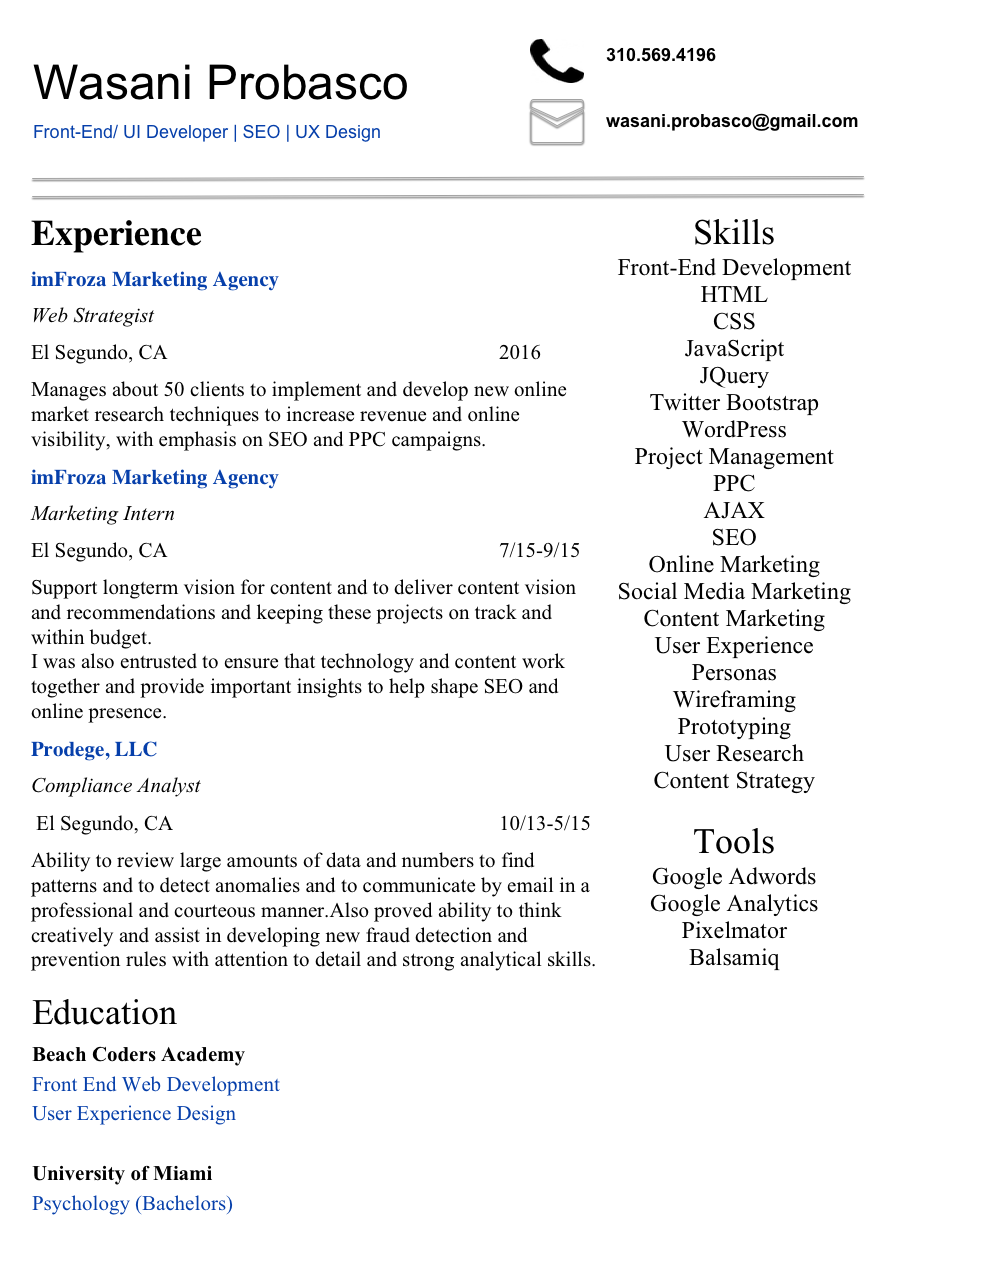 Wasani Probasco
Front-End/ UI Developer | SEO | UX Design
310.569.4196
wasani.probasco@gmail.com
Experience
imFroza Marketing Agency
Web Strategist
El Segundo, CA 2016
Manages about 50 clients to implement and develop new online
market research techniques to increase revenue and online
visibility, with emphasis on SEO and PPC campaigns.
imFroza Marketing Agency
Marketing Intern
El Segundo, CA 7/15-9/15
Support longterm vision for content and to deliver content vision
and recommendations and keeping these projects on track and
within budget.
I was also entrusted to ensure that technology and content work
together and provide important insights to help shape SEO and
online presence.
Prodege, LLC
Compliance Analyst
El Segundo, CA 10/13-5/15
Ability to review large amounts of data and numbers to find
patterns and to detect anomalies and to communicate by email in a
professional and courteous manner.Also proved ability to think
creatively and assist in developing new fraud detection and
prevention rules with attention to detail and strong analytical skills.
Education
Beach Coders Academy
Front End Web Development
User Experience Design
University of Miami
Psychology (Bachelors)
Skills
Front-End Development
HTML
CSS
JavaScript
JQuery
Twitter Bootstrap
WordPress
Project Management
PPC
AJAX
SEO
Online Marketing
Social Media Marketing
Content Marketing
User Experience
Personas
Wireframing
Prototyping
User Research
Content Strategy
Tools
Google Adwords
Google Analytics
Pixelmator
Balsamiq